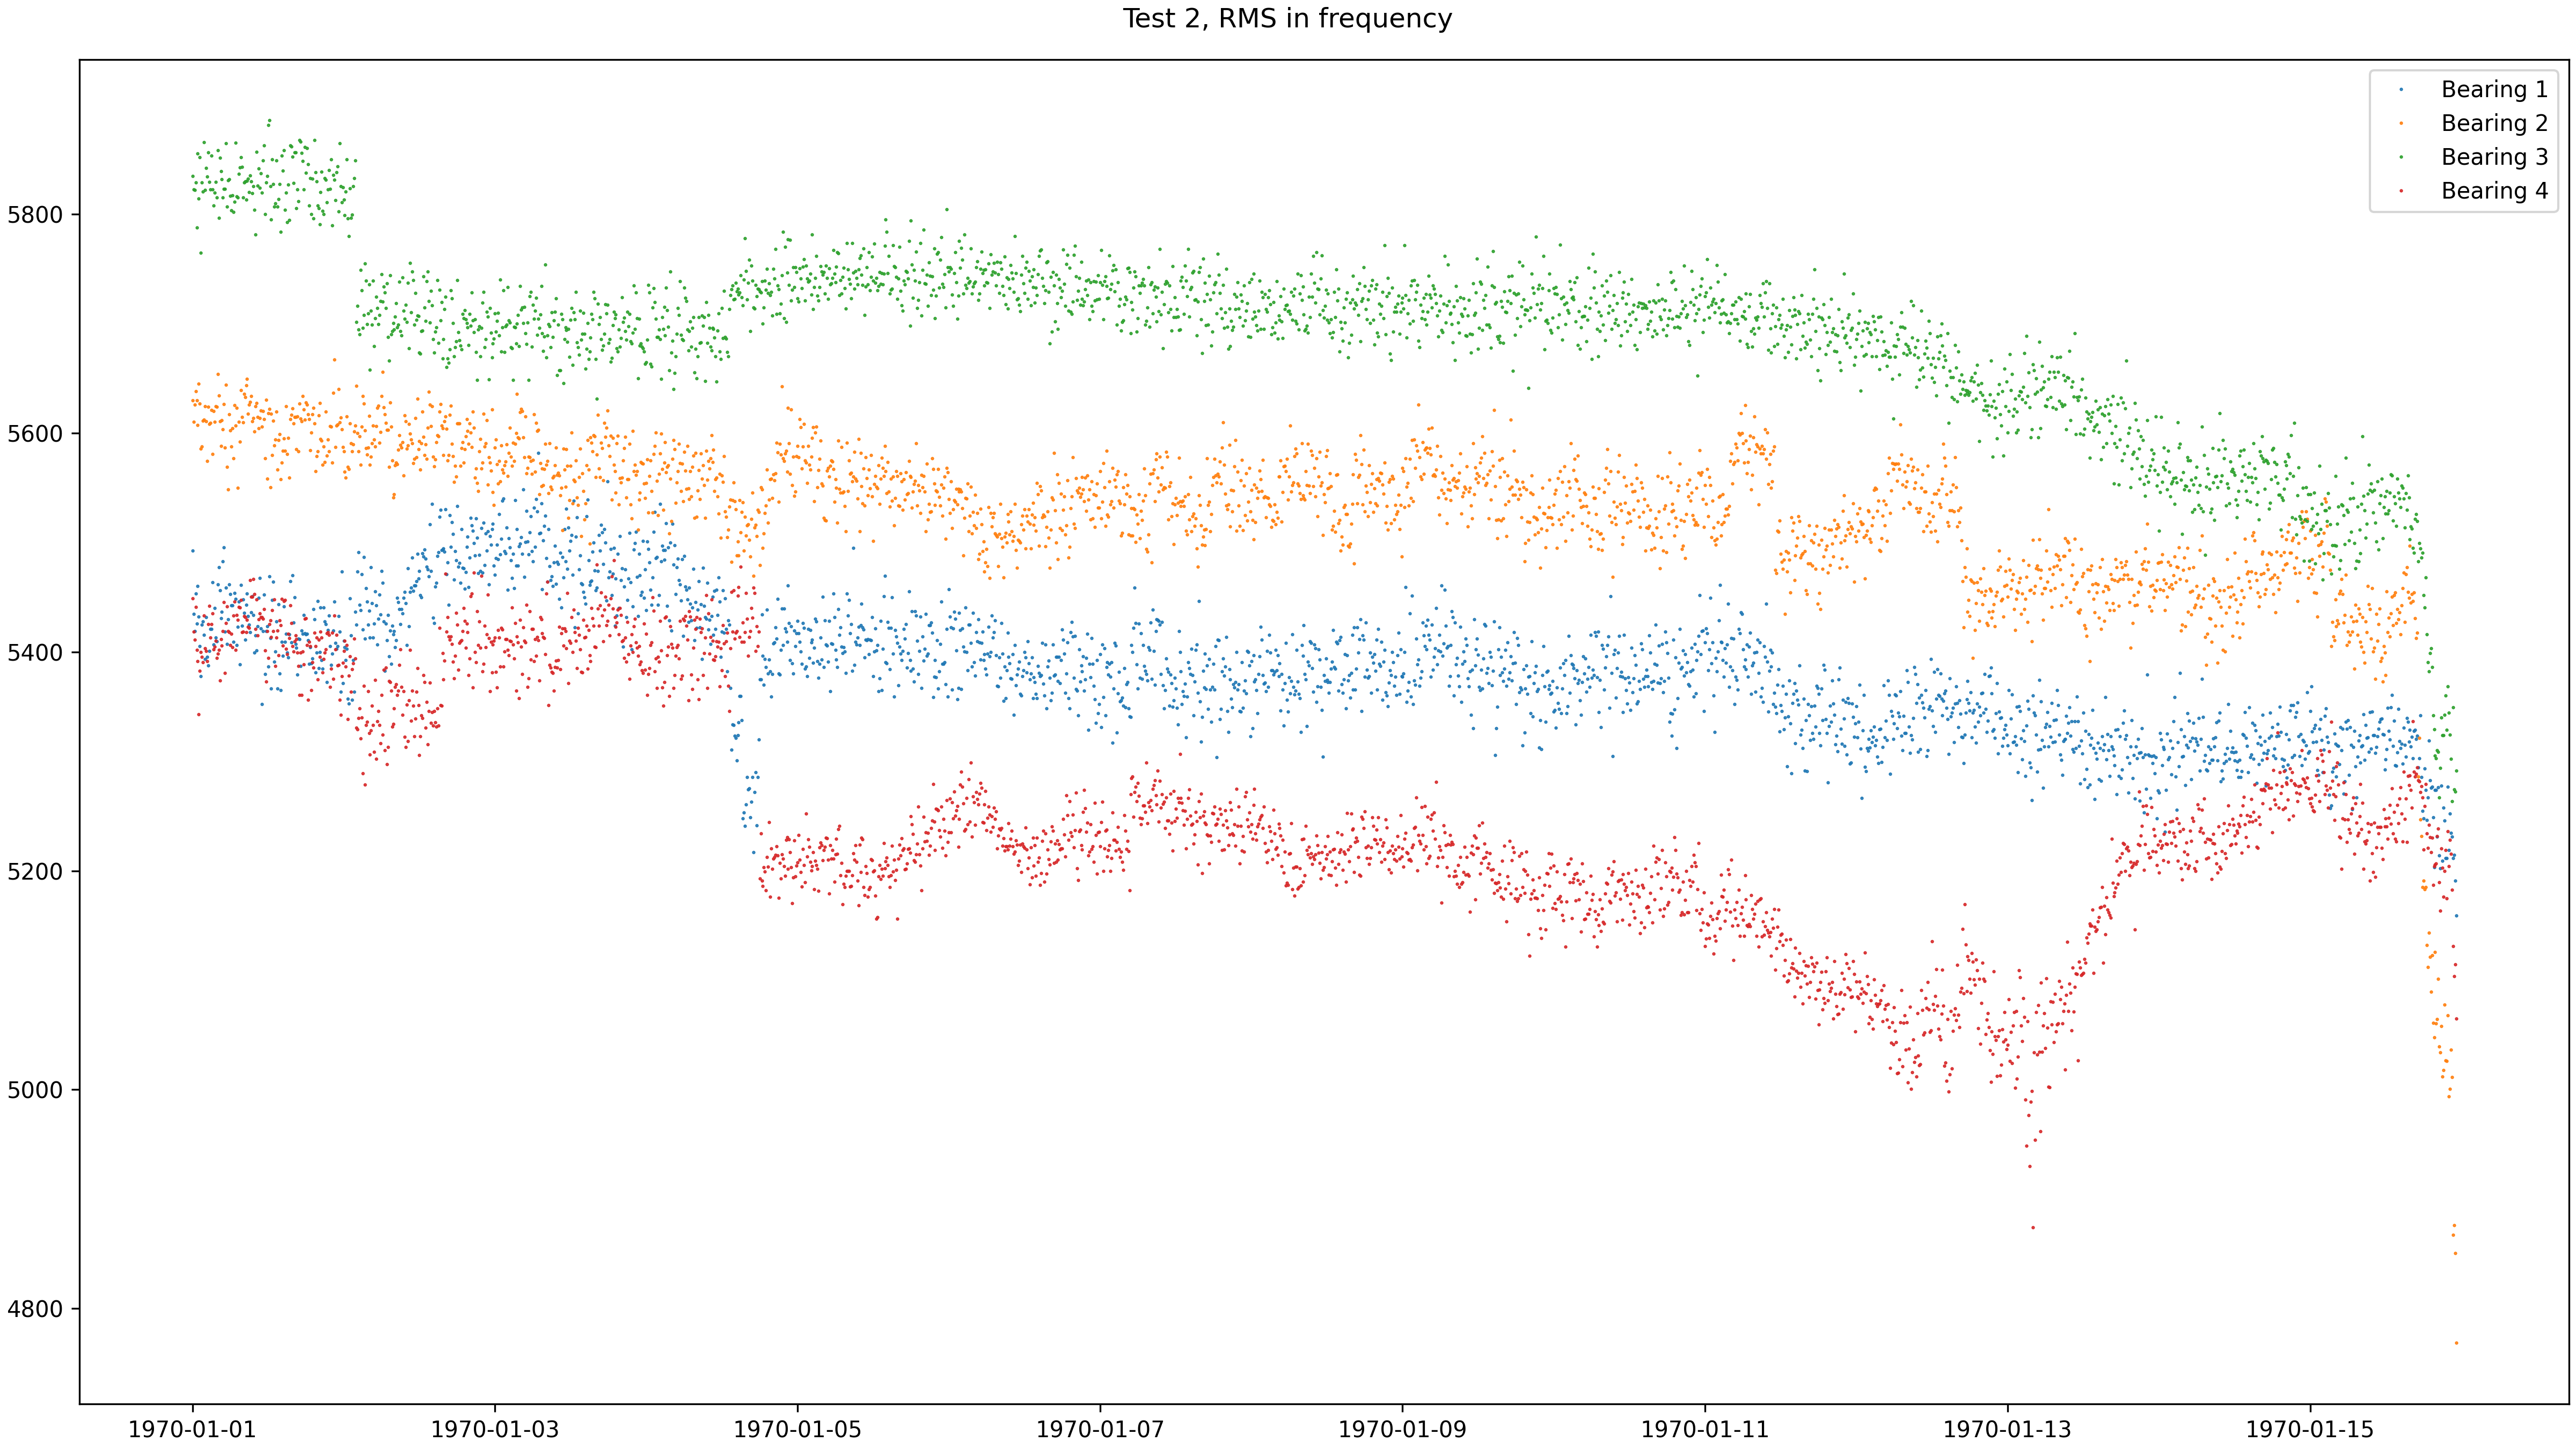 Test 2, RMS in frequency
Bearing 1
Bearing 2
Bearing 3
Bearing 4
5800
5600
5400
5200
5000
4800
1970-01-01 1970-01-03 1970-01-05 1970-01-07 1970-01-09 1970-01-11 1970-01-13 1970-01-15